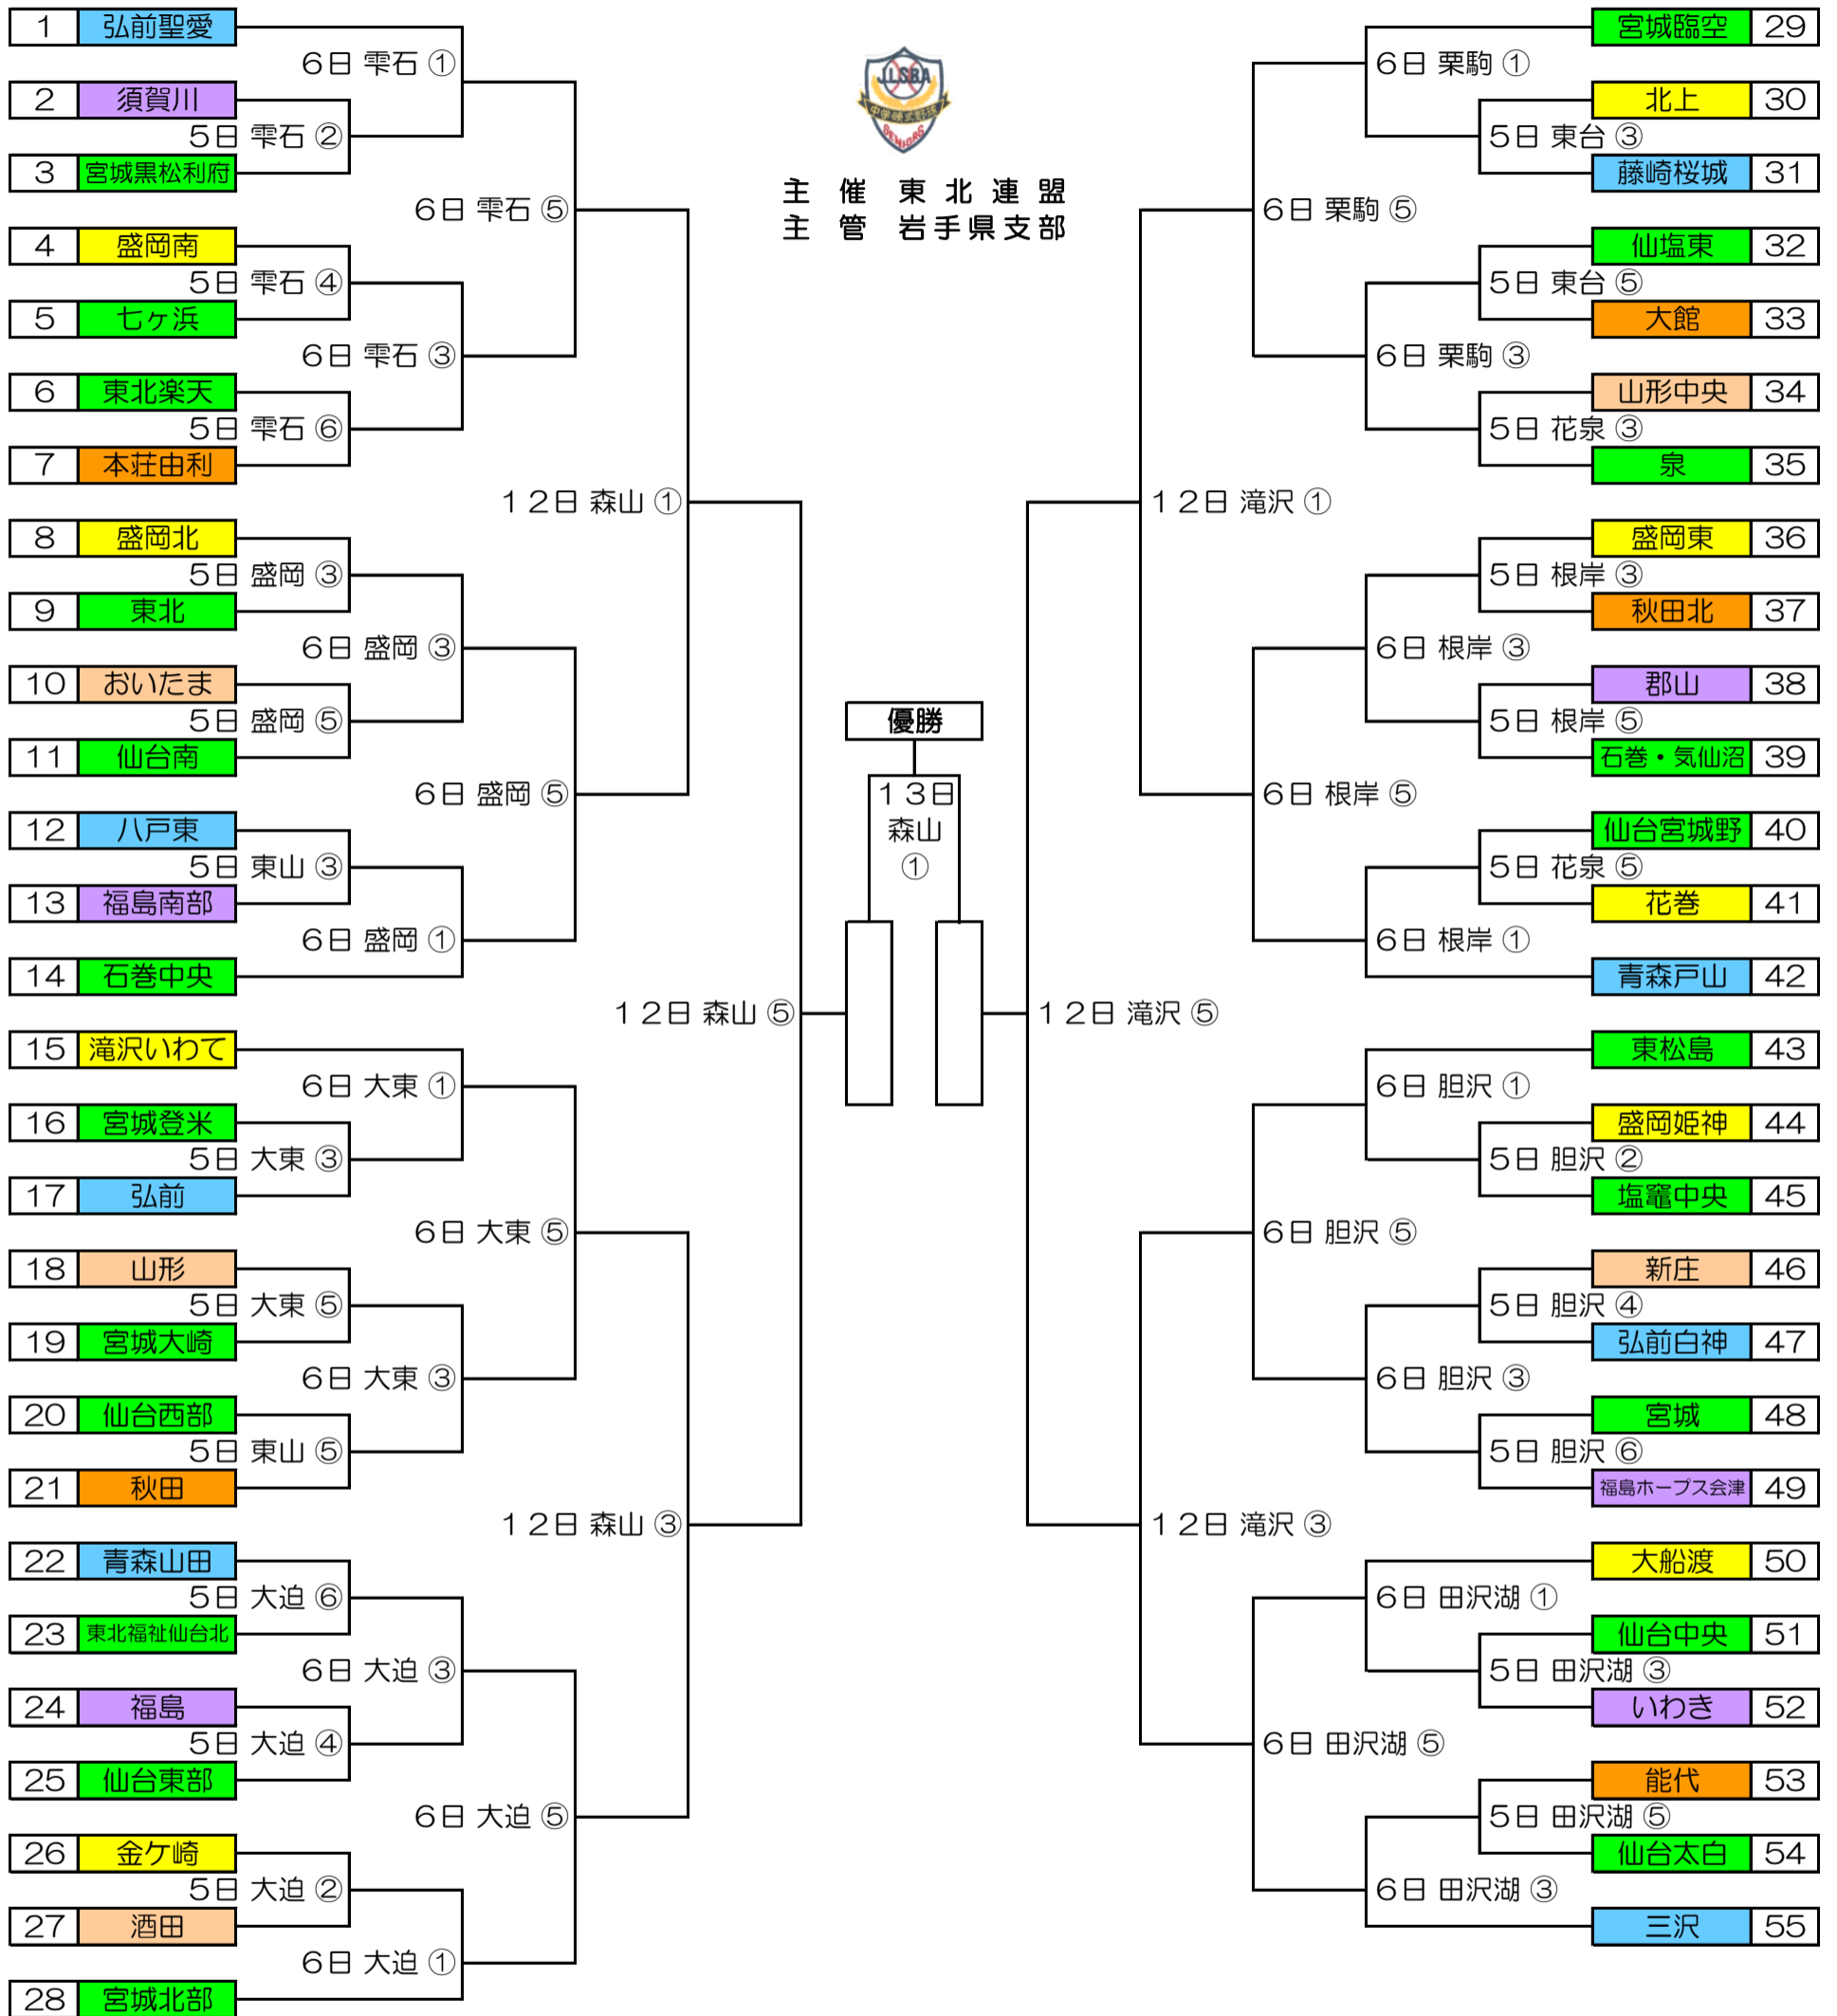 1 弘前聖愛
6日 雫石 ①
2 須賀川
5日 雫石 ②
3 宮城黒松利府
6日 雫石 ⑤
4 盛岡南
5日 雫石 ④
5 七ヶ浜
6日 雫石 ③
6 東北楽天
5日 雫石 ⑥
7 本荘由利
12日 森山 ①
8 盛岡北
5日 盛岡 ③
9 東北
6日 盛岡 ③
10 おいたま
5日 盛岡 ⑤
11 仙台南
6日 盛岡 ⑤
12 八戸東
5日 東山 ③
13 福島南部
6日 盛岡 ①
14 石巻中央
12日 森山 ⑤
15 滝沢いわて
6日 大東 ①
16 宮城登米
5日 大東 ③
17 弘前
6日 大東 ⑤
18 山形
5日 大東 ⑤
19 宮城大崎
6日 大東 ③
20 仙台西部
5日 東山 ⑤
21 秋田
12日 森山 ③
22 青森山田
5日 大迫 ⑥
23 東北福祉仙台北
6日 大迫 ③
24 福島
5日 大迫 ④
25 仙台東部
6日 大迫 ⑤
26 金ケ崎
5日 大迫 ②
27 酒田
6日 大迫 ①
28 宮城北部
JLSBA
中学硬式野球
SENIORS
主 催 東 北 連 盟
主 管 岩手県支部
優勝
13日
森山
①
宮城臨空 29
6日 栗駒 ①
北上 30
5日 東台 ③
藤崎桜城 31
6日 栗駒 ⑤
仙塩東 32
5日 東台 ⑤
大館 33
6日 栗駒 ③
山形中央 34
5日 花泉 ③
泉 35
12日 滝沢 ①
盛岡東 36
5日 根岸 ③
秋田北 37
6日 根岸 ③
郡山 38
5日 根岸 ⑤
石巻・気仙沼 39
6日 根岸 ⑤
仙台宮城野 40
5日 花泉 ⑤
花巻 41
6日 根岸 ①
青森戸山 42
12日 滝沢 ⑤
東松島 43
6日 胆沢 ①
盛岡姫神 44
5日 胆沢 ②
塩竈中央 45
6日 胆沢 ⑤
新庄 46
5日 胆沢 ④
弘前白神 47
6日 胆沢 ③
宮城 48
5日 胆沢 ⑥
福島ホープス会津 49
12日 滝沢 ③
大船渡 50
6日 田沢湖 ①
仙台中央 51
5日 田沢湖 ③
いわき 52
6日 田沢湖 ⑤
能代 53
5日 田沢湖 ⑤
仙台太白 54
6日 田沢湖 ③
三沢 55